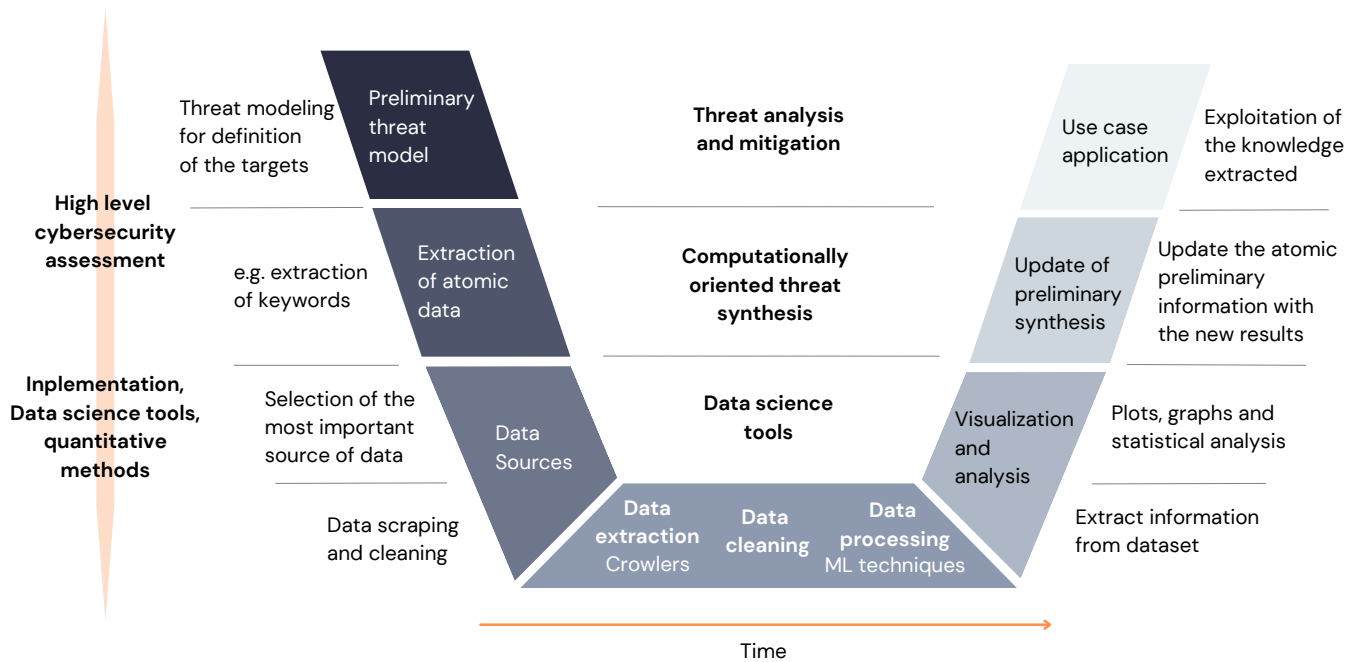 Threat modeling
for definition
of the targets
Preliminary
threat
model
Threat analysis
and mitigation
Use case
application
Exploitation of
the knowledge
extracted
High level
cybersecurity
assessment
e.g. extraction
of keywords
Extraction
of atomic
data
Computationally
oriented threat
synthesis
Update of
preliminary
synthesis
Update the atomic
preliminary
information with
the new results
Inplementation,
Data science tools,
quantitative
methods
Selection of the
most important
source of data
Data
Sources
Data science
tools
Visualization
and
analysis
Plots, graphs and
statistical analysis
Data scraping
and cleaning
Data
extraction
Crowlers
Data
cleaning
Data
processing
ML techniques
Extract information
from dataset
Time